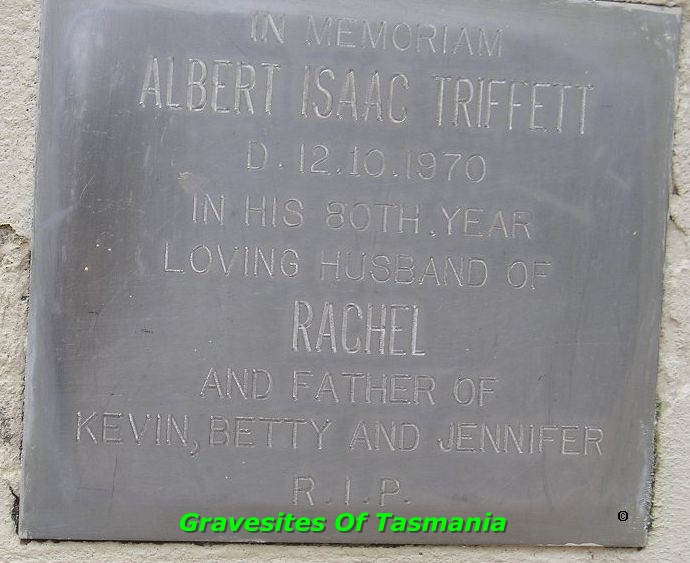 IN MEMORIAM
ALBERT ISAAC TRIFFETT
D. 12.10.1970
IN HIS 80TH. YEAR
LOVING HUSBAND OF
RACHEL
AND FATHER OF
KEVIN, BETTY AND JENNIFER
R.I.P.
Gravesites Of Tasmania
©